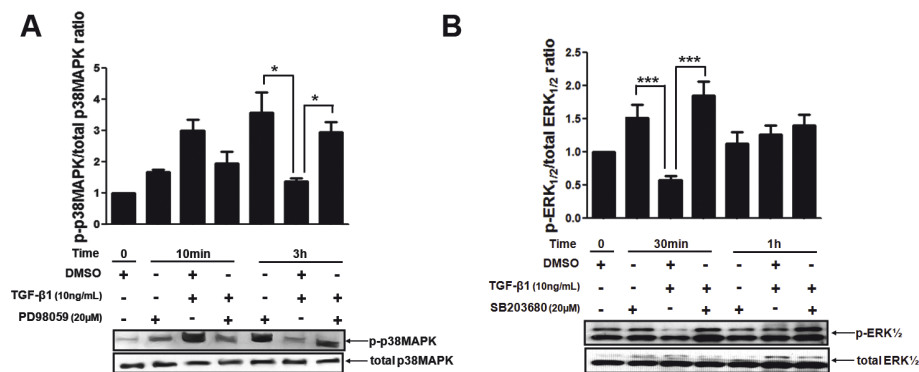 A
p-p38MAPK/total p38MAPK ratio
5
4
3
2
1
0
* *
Time 0 10min 3h
DMSO + - + - - + -
TGF-β1 (10ng/mL) - - + + - + +
PD98059 (20μM) - + - + + - +
p-p38MAPK
total p38MAPK
B
p-ERK1/2/total ERK1/2 ratio
2.5
2.0
1.5
1.0
0.5
0.0
*** ***
Time 0 30min 1h
DMSO + - + - - + -
TGF-β1 (10ng/mL) - - + + - + +
SB203680 (20μM) - + - + + - +
p-ERK½
total ERK½